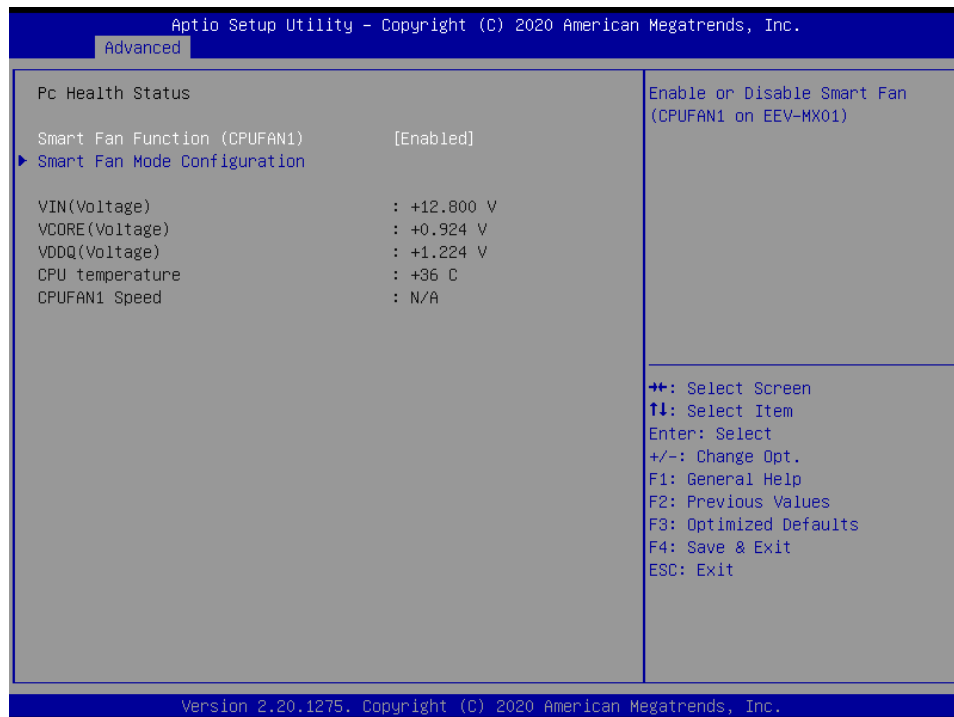 Aptio Setup Utility – Copyright (C) 2020 American Megatrends, Inc.
Advanced
Pc Health Status
Smart Fan Function (CPUFAN1) [Enabled]
Smart Fan Mode Configuration
VIN(Voltage) : +12.800 V
VCORE(Voltage) : +0.924 V
VDDQ(Voltage) : +1.224 V
CPU temperature : +36 C
CPUFAN1 Speed : N/A
Enable or Disable Smart Fan
(CPUFAN1 on EEV-MX01)
→←: Select Screen
↑↓: Select Item
Enter: Select
+/-: Change Opt.
F1: General Help
F2: Previous Values
F3: Optimized Defaults
F4: Save & Exit
ESC: Exit
Version 2.20.1275. Copyright (C) 2020 American Megatrends, Inc.